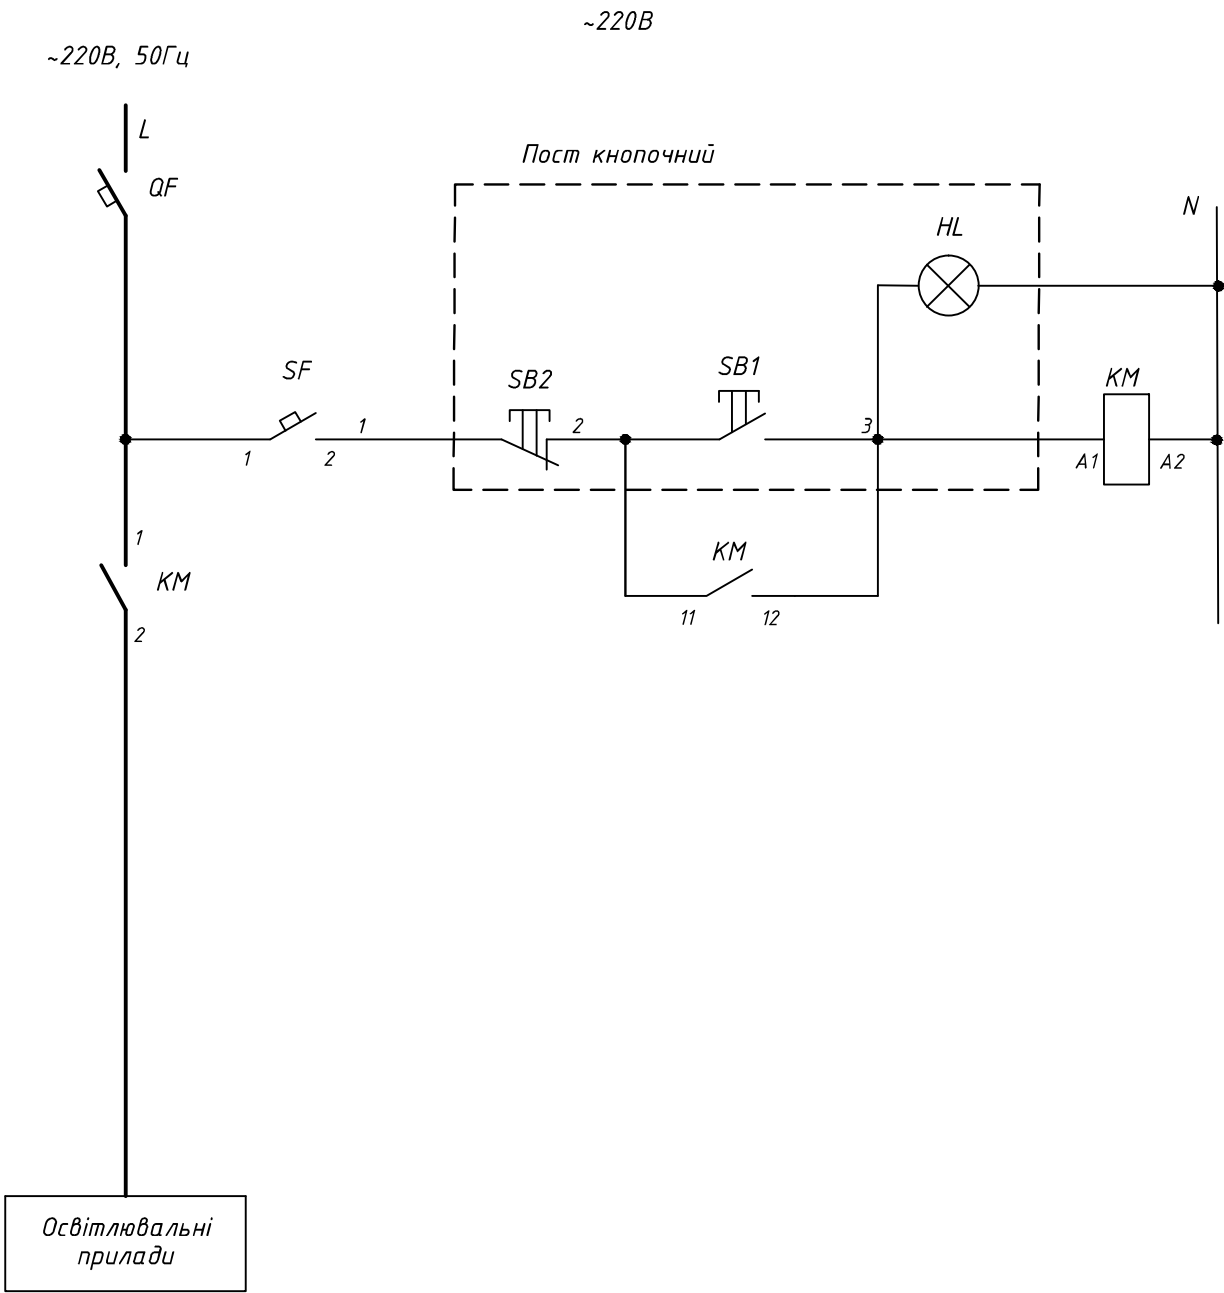 ~220В
~220В, 50Гц
L
QF
Пост кнопочний
N
HL
SF
SB2
SB1
KM
1
2
3
1
2
A1
A2
1
KM
KM
2
11
12
Освітлювальні
прилади